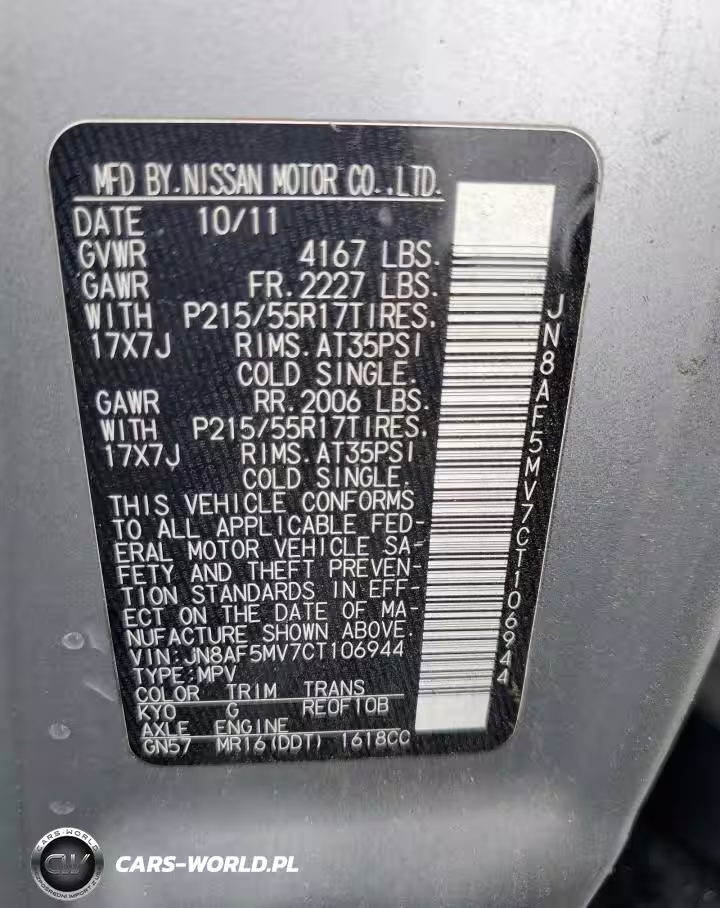 MFD BY.NISSAN MOTOR CO.,LTD.
DATE 10/11
GVWR 4167 LBS.
GAWR FR.2227 LBS.
WITH P215/55R17TIRES.
17X7J RIMS.AT35PSI
COLD SINGLE.
GAWR RR.2006 LBS.
WITH P215/55R17TIRES.
17X7J RIMS.AT35PSI
COLD SINGLE.
THIS VEHICLE CONFORMS
TO ALL APPLICABLE FED-
ERAL MOTOR VEHICLE SA-
FETY AND THEFT PREVEN-
TION STANDARDS IN EFF-
ECT ON THE DATE OF MA-
NUFACTURE SHOWN ABOVE.
VIN:JN8AF5MV7CT106944
TYPE:MPV
COLOR TRIM TRANS
KY0 G RE0F10B
AXLE ENGINE
GN57 MR16(DDT) 1618CC
JN8AF5MV7CT106944
CARS-WORLD
CW
CARS-WORLD.PL